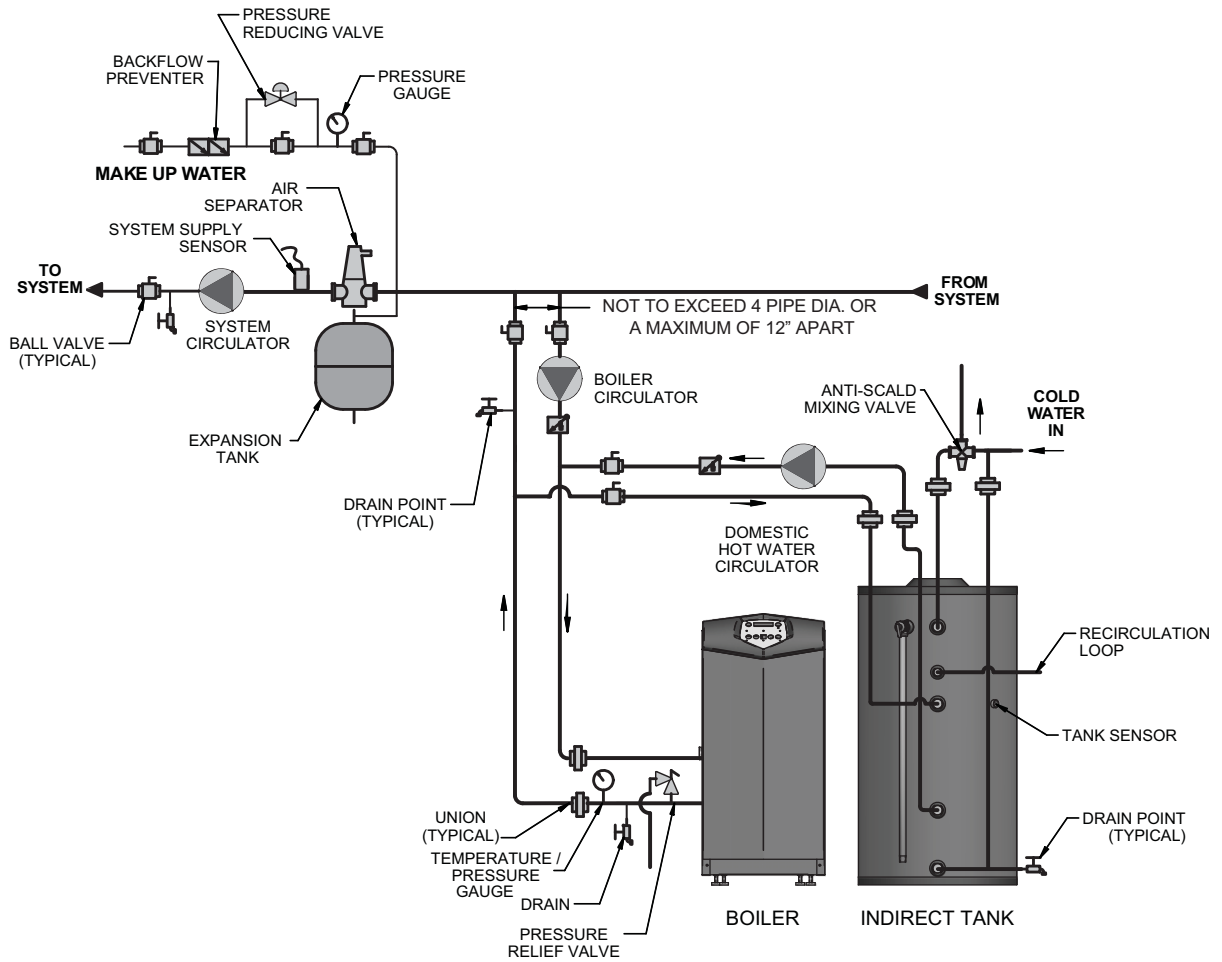 PRESSURE
REDUCING VALVE
BACKFLOW
PREVENTER
PRESSURE
GAUGE
MAKE UP WATER
AIR
SEPARATOR
SYSTEM SUPPLY
SENSOR
TO
SYSTEM
FROM
SYSTEM
NOT TO EXCEED 4 PIPE DIA. OR
A MAXIMUM OF 12” APART
SYSTEM
CIRCULATOR
BALL VALVE
(TYPICAL)
BOILER
CIRCULATOR
ANTI-SCALD
MIXING VALVE
COLD
WATER
IN
EXPANSION
TANK
DRAIN POINT
(TYPICAL)
DOMESTIC
HOT WATER
CIRCULATOR
RECIRCULATION
LOOP
TANK SENSOR
UNION
(TYPICAL)
DRAIN POINT
(TYPICAL)
TEMPERATURE /
PRESSURE
GAUGE
DRAIN
PRESSURE
RELIEF VALVE
BOILER
INDIRECT TANK